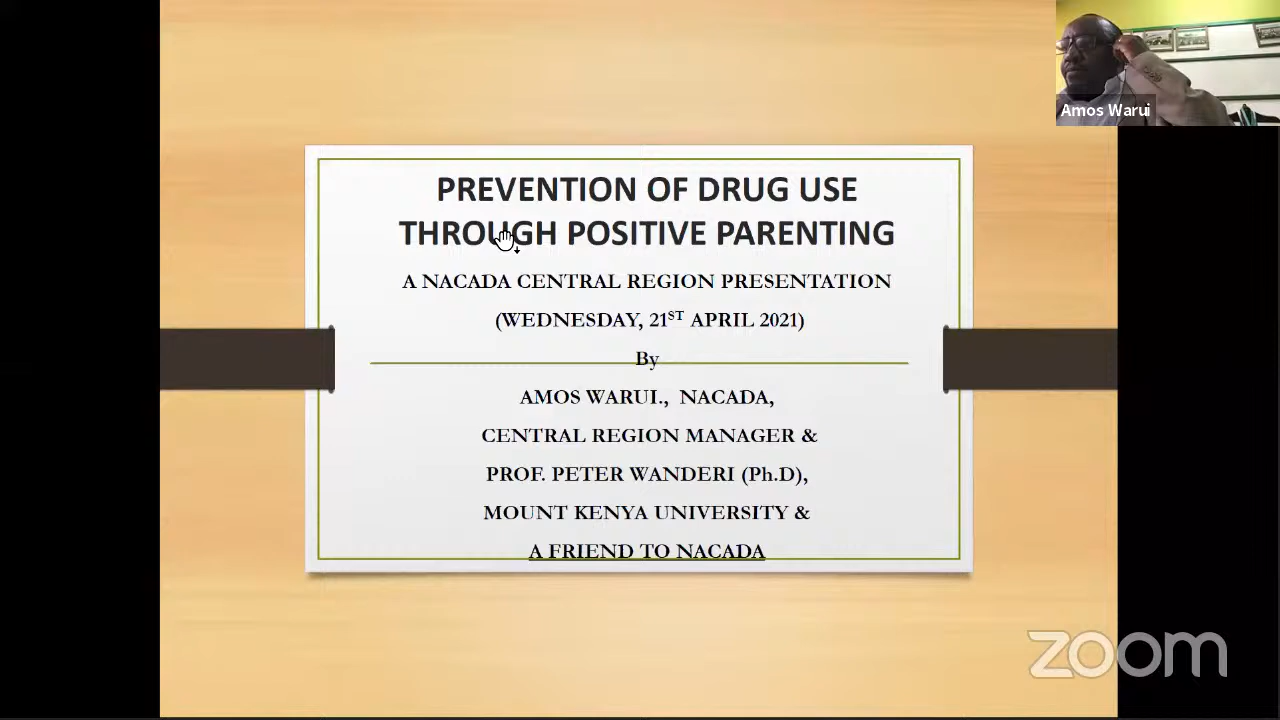 PREVENTION OF DRUG USE
THROUGH POSITIVE PARENTING
A NACADA CENTRAL REGION PRESENTATION
(WEDNESDAY, 21ST APRIL 2021)
By
AMOS WARUI., NACADA,
CENTRAL REGION MANAGER &
PROF. PETER WANDERI (Ph.D),
MOUNT KENYA UNIVERSITY &
A FRIEND TO NACADA
Amos Warui
zoom